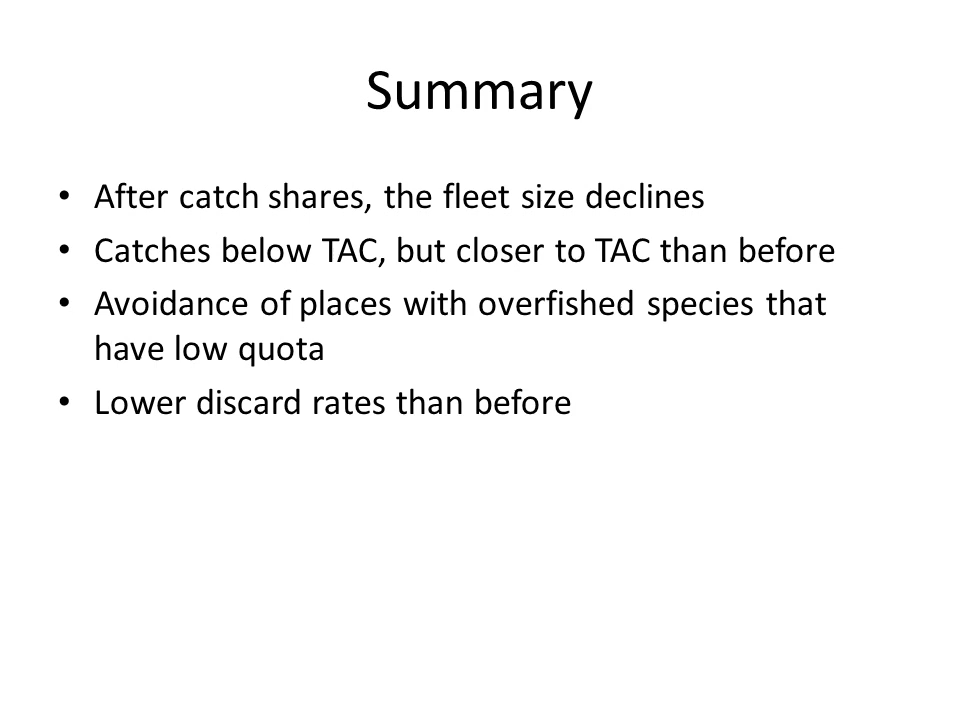 Summary
• After catch shares, the fleet size declines
• Catches below TAC, but closer to TAC than before
• Avoidance of places with overfished species that
have low quota
• Lower discard rates than before